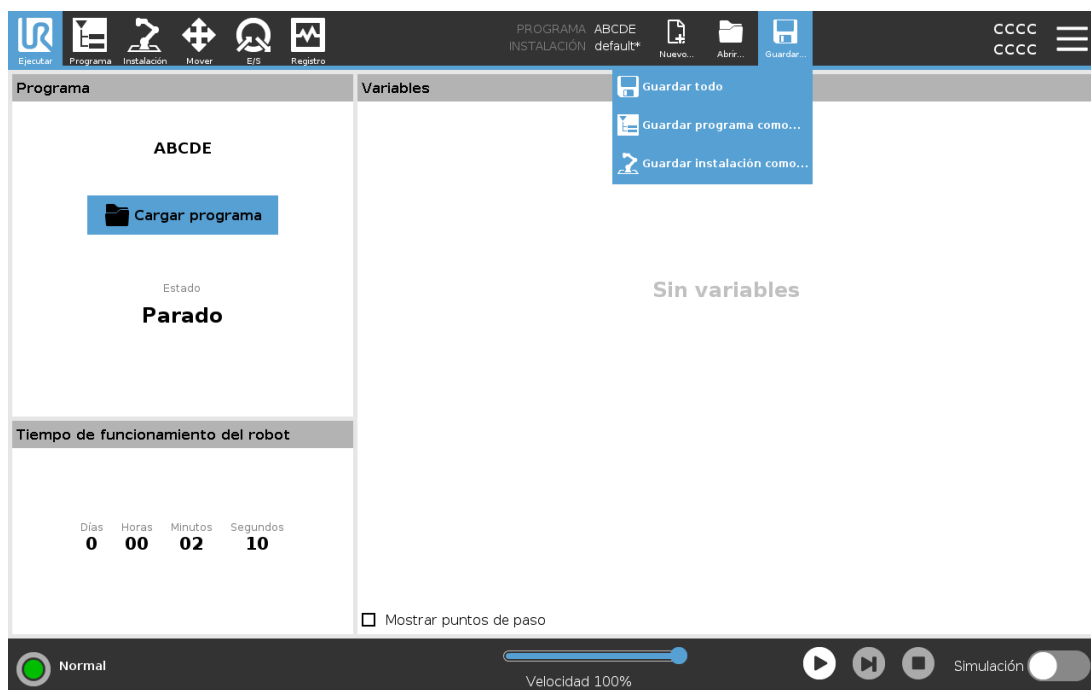 UR
PROGRAMA ABCDE
INSTALACIÓN default*
CCCC
CCCC
Ejecutar Programa Instalación Mover E/S Registro Nuevo... Abrir... Guardar...
Programa
Variables
Guardar todo
Guardar programa como...
Guardar instalación como...
ABCDE
Cargar programa
Estado
Parado
Sin variables
Tiempo de funcionamiento del robot
Días Horas Minutos Segundos
0 00 02 10
Mostrar puntos de paso
Normal
Velocidad 100%
Simulación